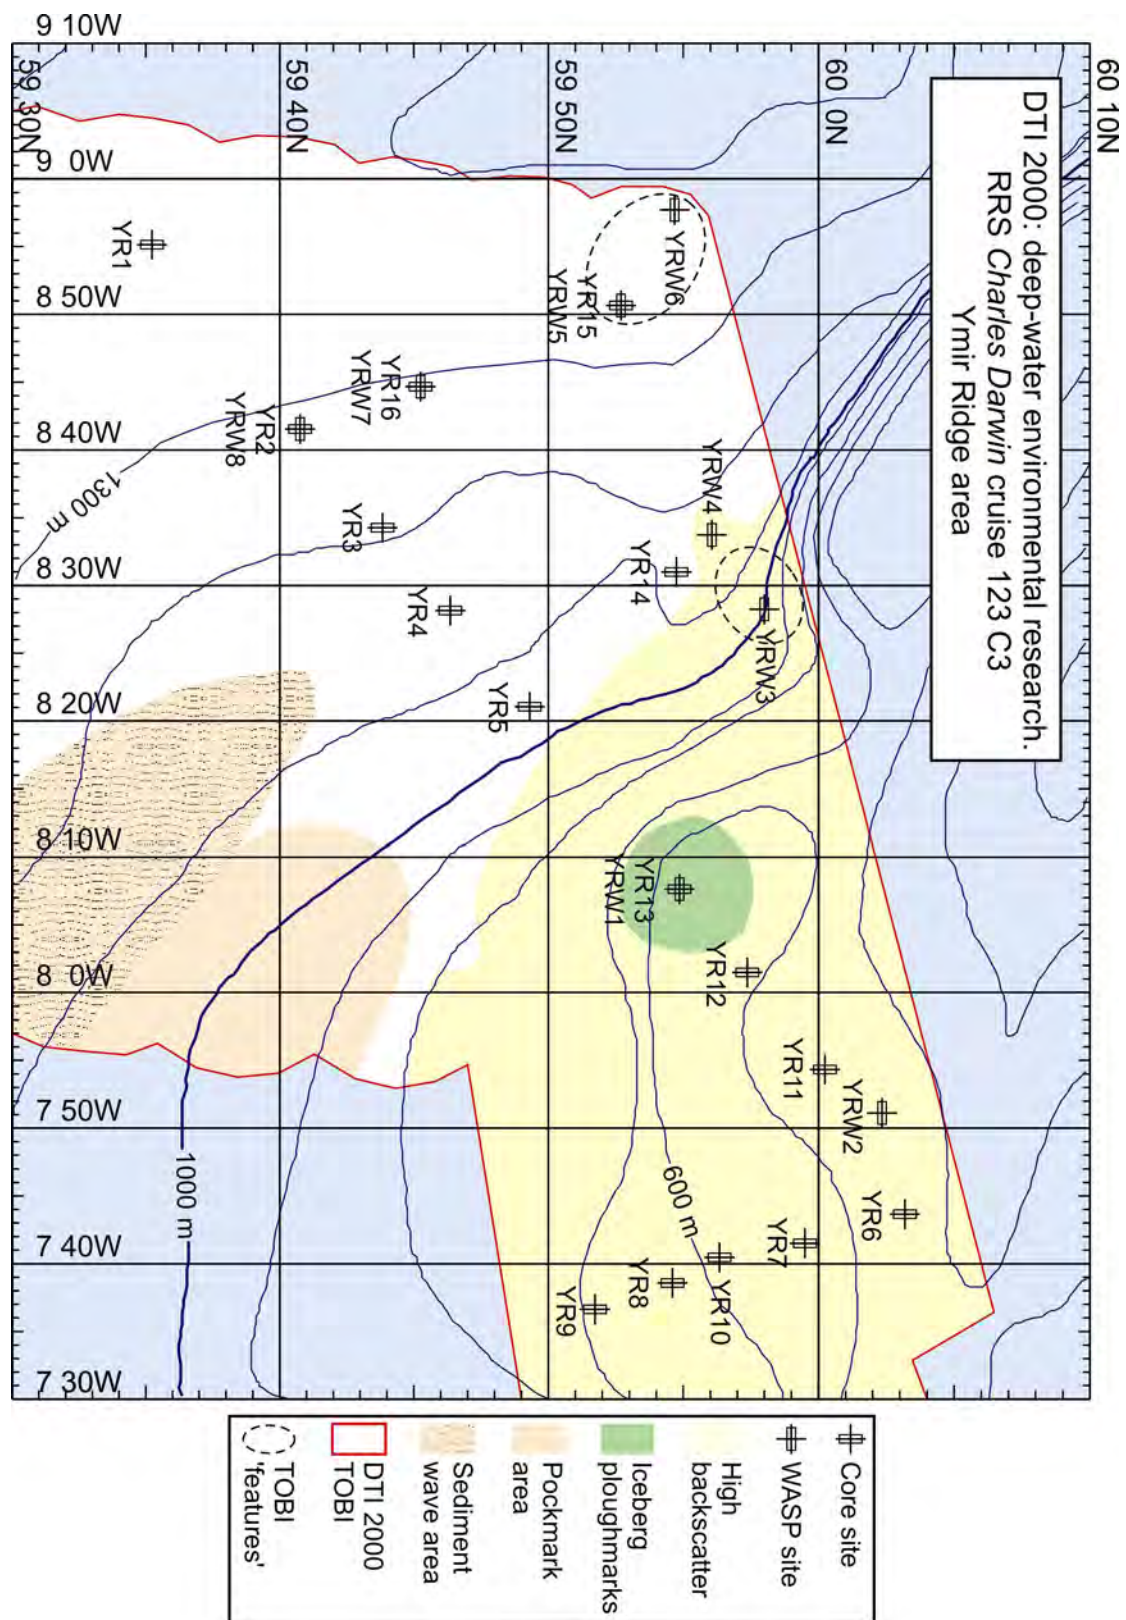 DTI 2000: deep-water environmental research.
RRS Charles Darwin cruise 123 C3
Ymir Ridge area
60 10N
60 0N
59 50N
59 40N
59 30N
9 10W
9 0W
8 50W
8 40W
8 30W
8 20W
8 10W
8 0W
7 50W
7 40W
7 30W
YRW6
YR15
YRW5
YR1
YR16
YRW7
YR2
YRW8
YRW4
YR3
YR14
YR4
YRW3
YR5
1300 m
YR13
YRW1
YR12
YR11
YRW2
YR6
YR7
600 m
YR10
YR8
YR9
1000 m
Core site
WASP site
High
backscatter
Iceberg
ploughmarks
Pockmark
area
Sediment
wave area
DTI 2000
TOBI
TOBI
'features'